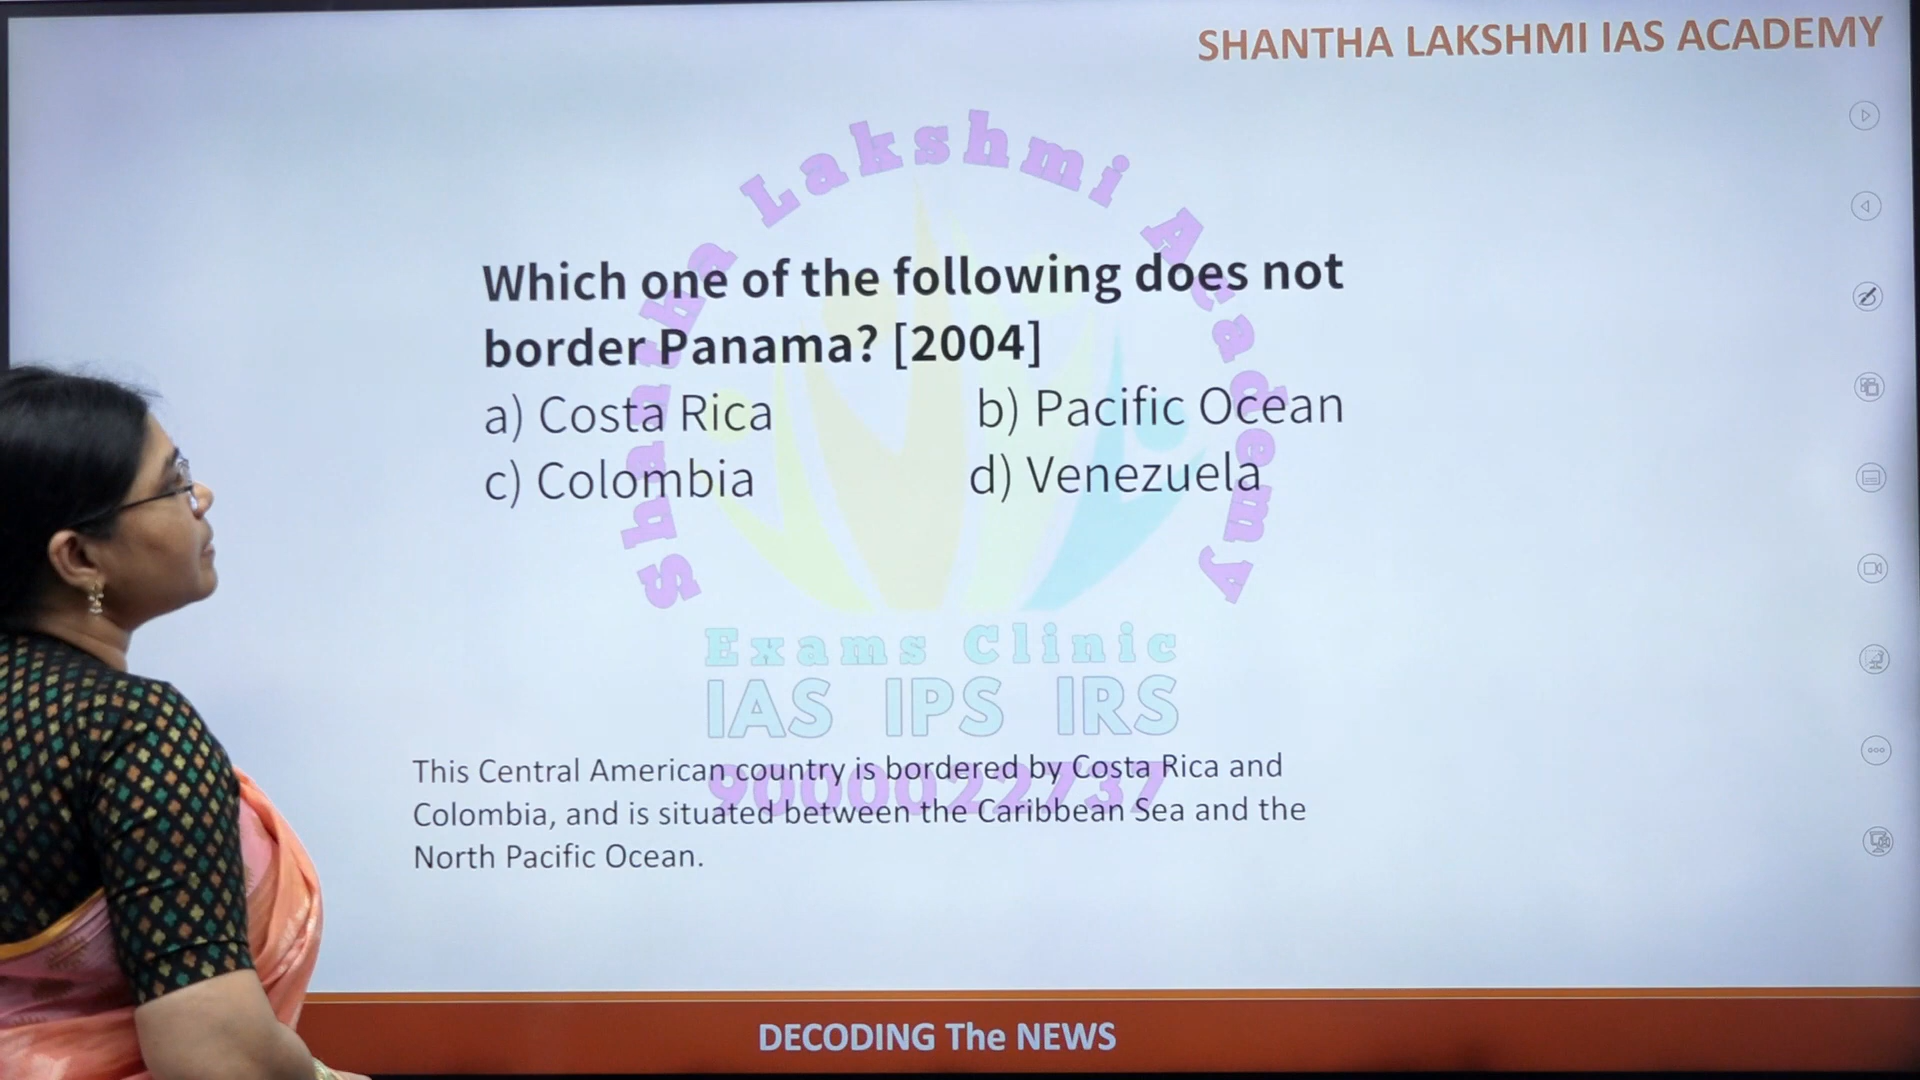 SHANTHA LAKSHMI IAS ACADEMY
Shantha Lakshmi Academy
Which one of the following does not
border Panama? [2004]
a) Costa Rica b) Pacific Ocean
c) Colombia d) Venezuela
Exams Clinic
IAS IPS IRS
9000022737
This Central American country is bordered by Costa Rica and
Colombia, and is situated between the Caribbean Sea and the
North Pacific Ocean.
DECODING The NEWS